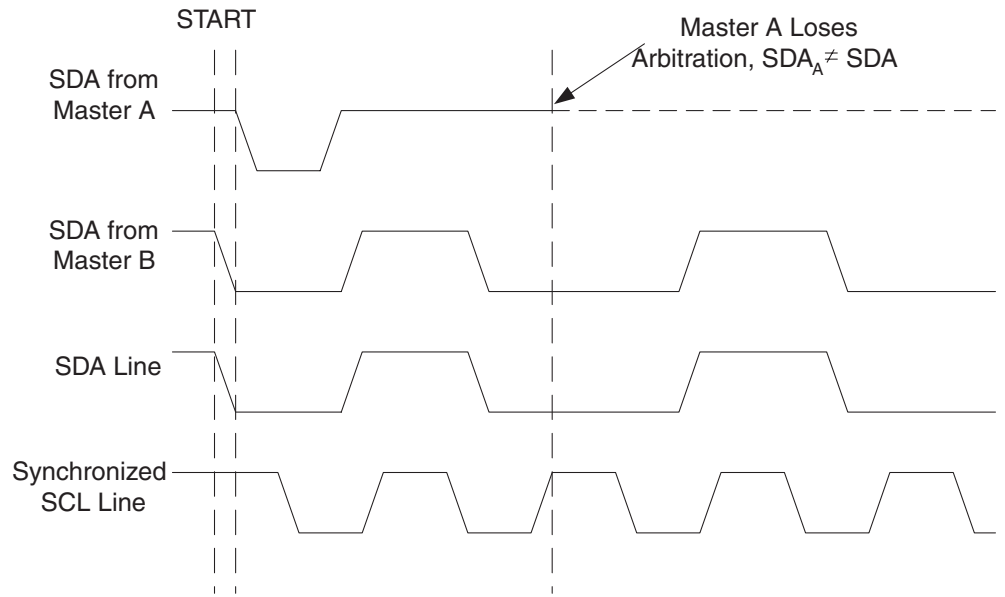 START
Master A Loses
Arbitration, SDA_A ≠ SDA
SDA from
Master A
SDA from
Master B
SDA Line
Synchronized
SCL Line